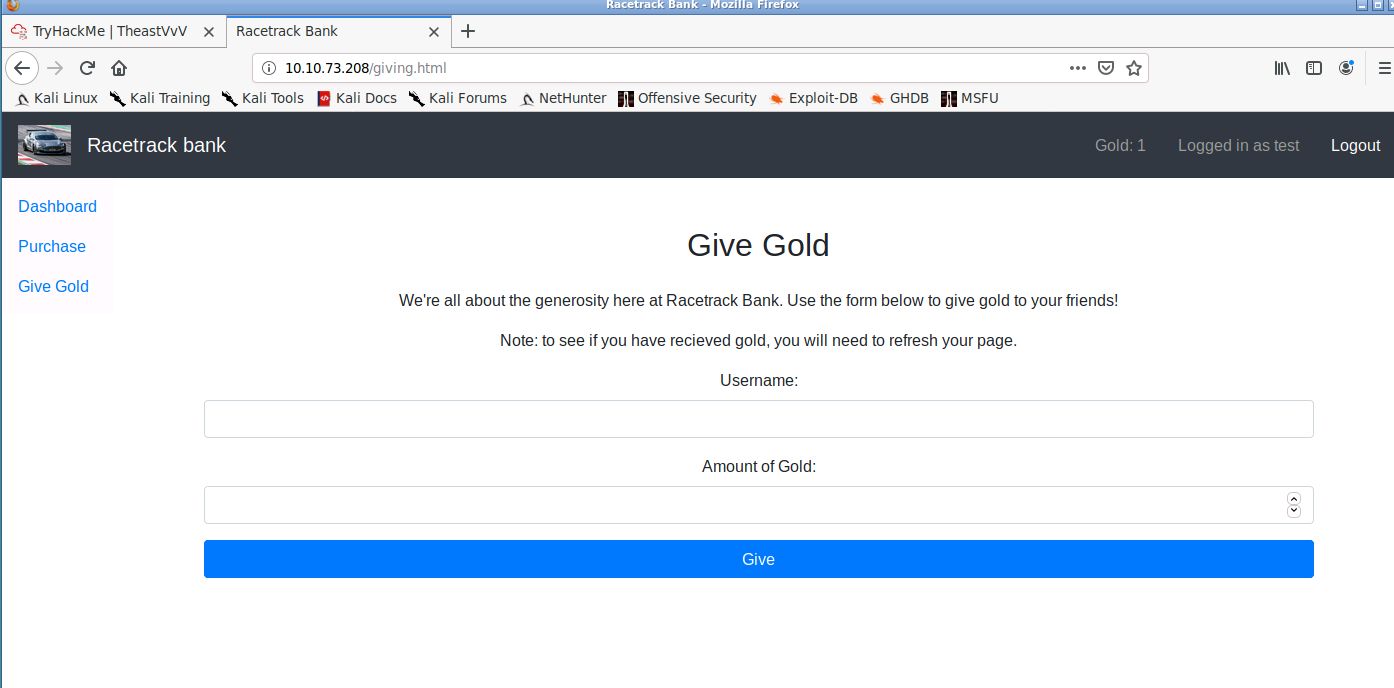 Racetrack Bank - Mozilla Firefox
TryHackMe | TheastVvV
Racetrack Bank
10.10.73.208/giving.html
Kali Linux Kali Training Kali Tools Kali Docs Kali Forums NetHunter Offensive Security Exploit-DB GHDB MSFU
Racetrack bank Gold: 1 Logged in as test Logout
Dashboard
Purchase
Give Gold
Give Gold
We're all about the generosity here at Racetrack Bank. Use the form below to give gold to your friends!
Note: to see if you have recieved gold, you will need to refresh your page.
Username:
Amount of Gold:
Give